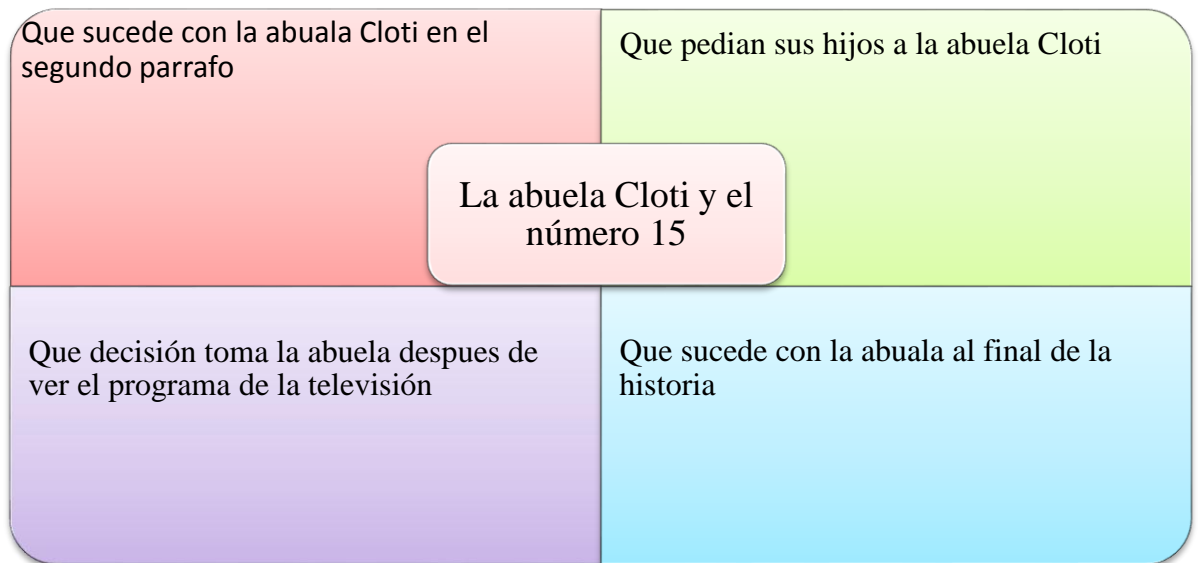 Que sucede con la abuala Cloti en el
segundo parrafo
Que pedian sus hijos a la abuela Cloti
La abuela Cloti y el
número 15
Que decisión toma la abuela despues de
ver el programa de la televisión
Que sucede con la abuala al final de la
historia